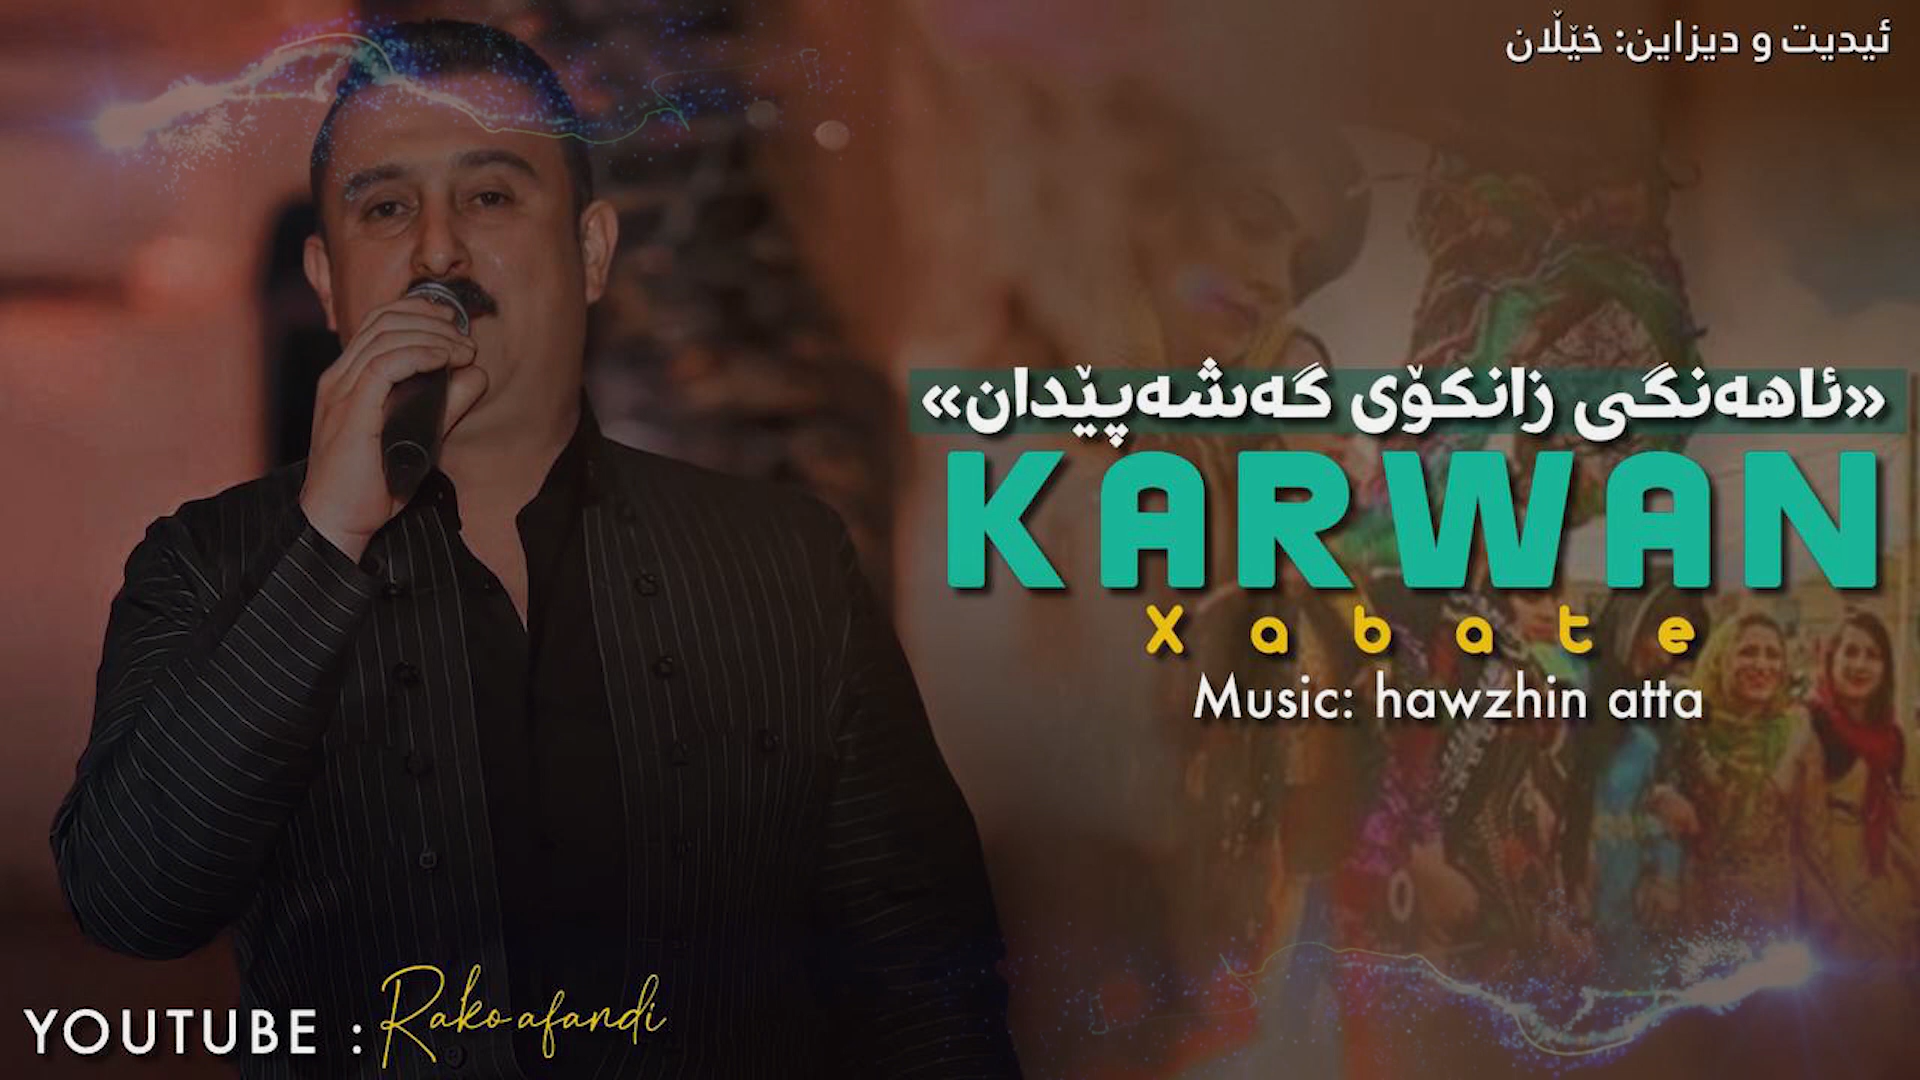 ئیدیت و دیزاین: خێڵان
«ئاهەنگی زانکۆی گەشەپێدان»
KARWAN
Xabate
Music: hawzhin atta
YOUTUBE : Rako afandi